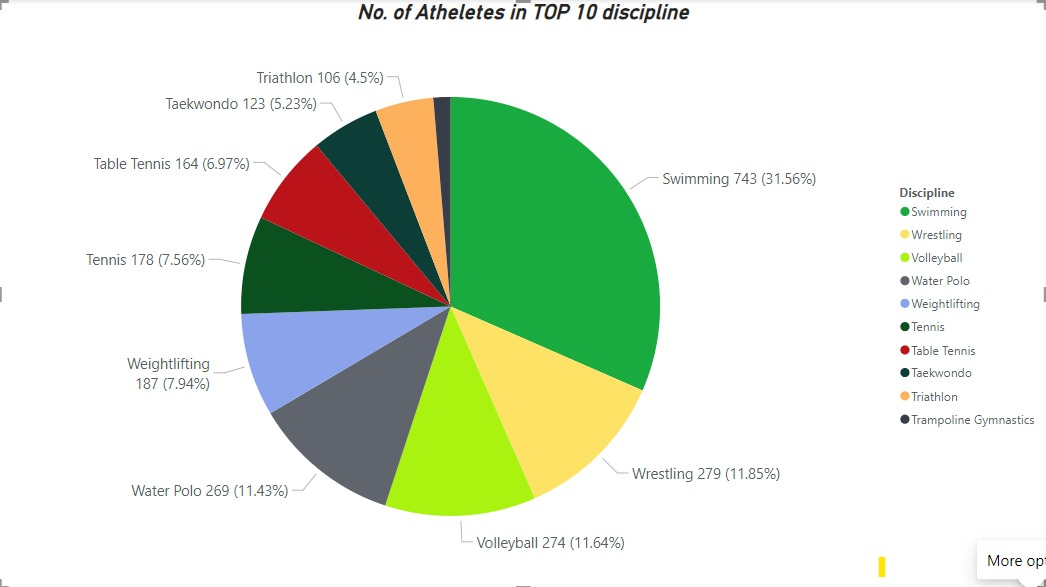 No. of Atheletes in TOP 10 discipline
Triathlon 106 (4.5%)
Taekwondo 123 (5.23%)
Table Tennis 164 (6.97%)
Swimming 743 (31.56%)
Tennis 178 (7.56%)
Weightlifting
187 (7.94%)
Water Polo 269 (11.43%)
Wrestling 279 (11.85%)
Volleyball 274 (11.64%)
Discipline
Swimming
Wrestling
Volleyball
Water Polo
Weightlifting
Tennis
Table Tennis
Taekwondo
Triathlon
Trampoline Gymnastics
More opt